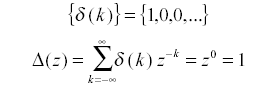 {δ(k)} = {1,0,0,...}
Δ(z) = ∑_{k=-∞}^{∞} δ(k) z^{-k} = z^0 = 1